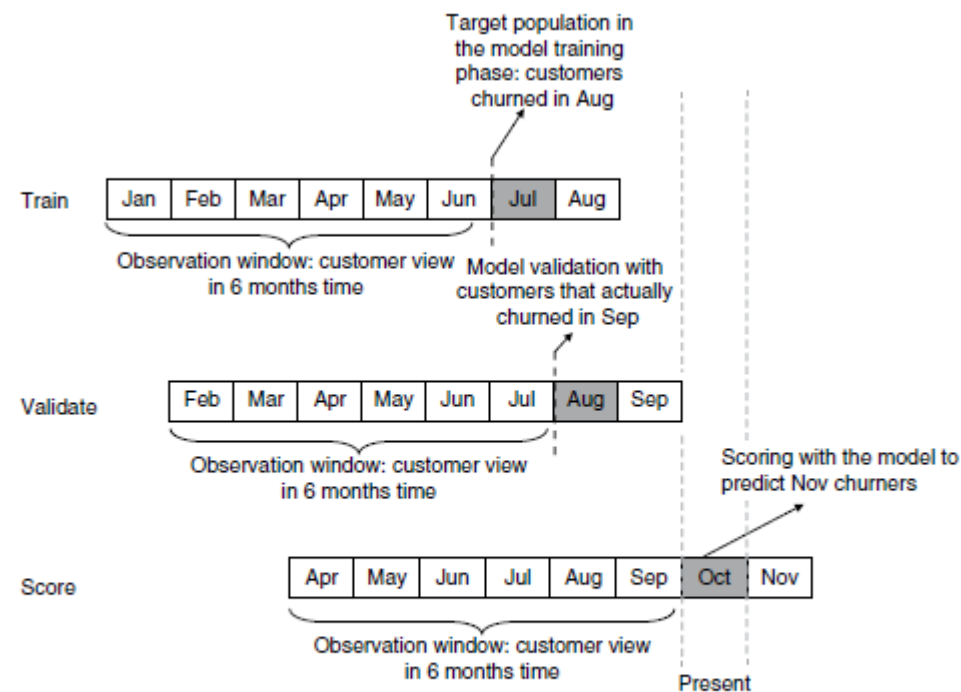 Target population in
the model training
phase: customers
churned in Aug
Train
Jan Feb Mar Apr May Jun Jul Aug
Observation window: customer view
in 6 months time
Model validation with
customers that actually
churned in Sep
Validate
Feb Mar Apr May Jun Jul Aug Sep
Observation window: customer view
in 6 months time
Scoring with the model to
predict Nov churners
Score
Apr May Jun Jul Aug Sep Oct Nov
Observation window: customer view
in 6 months time
Present